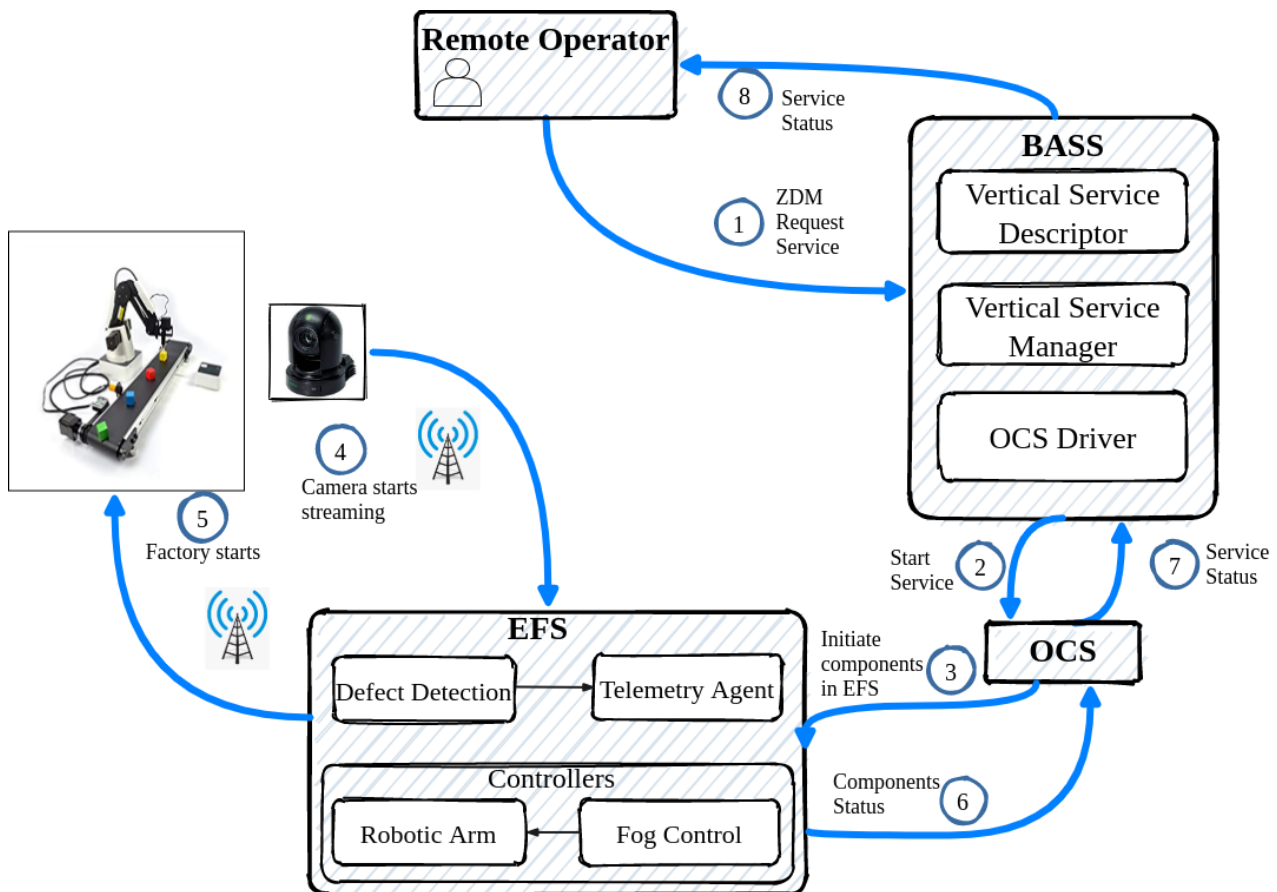 Remote Operator
8
Service
Status
BASS
Vertical Service
Descriptor
Vertical Service
Manager
OCS Driver
1
ZDM
Request
Service
4
Camera starts
streaming
5
Factory starts
Start
Service
2
7
Service
Status
OCS
Initiate
components
in EFS
3
EFS
Defect Detection
Telemetry Agent
Controllers
Robotic Arm
Fog Control
Components
Status
6